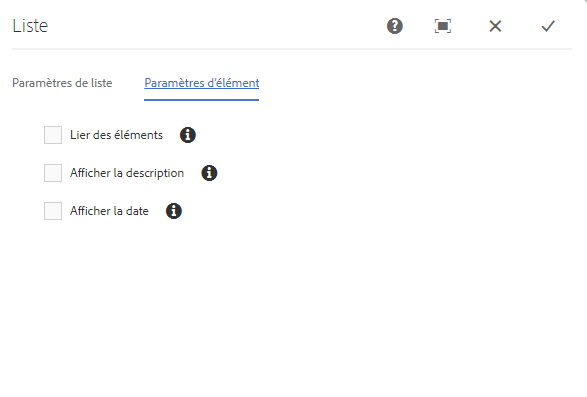 Liste
Paramètres de liste
Paramètres d'élément
Lier des éléments
Afficher la description
Afficher la date